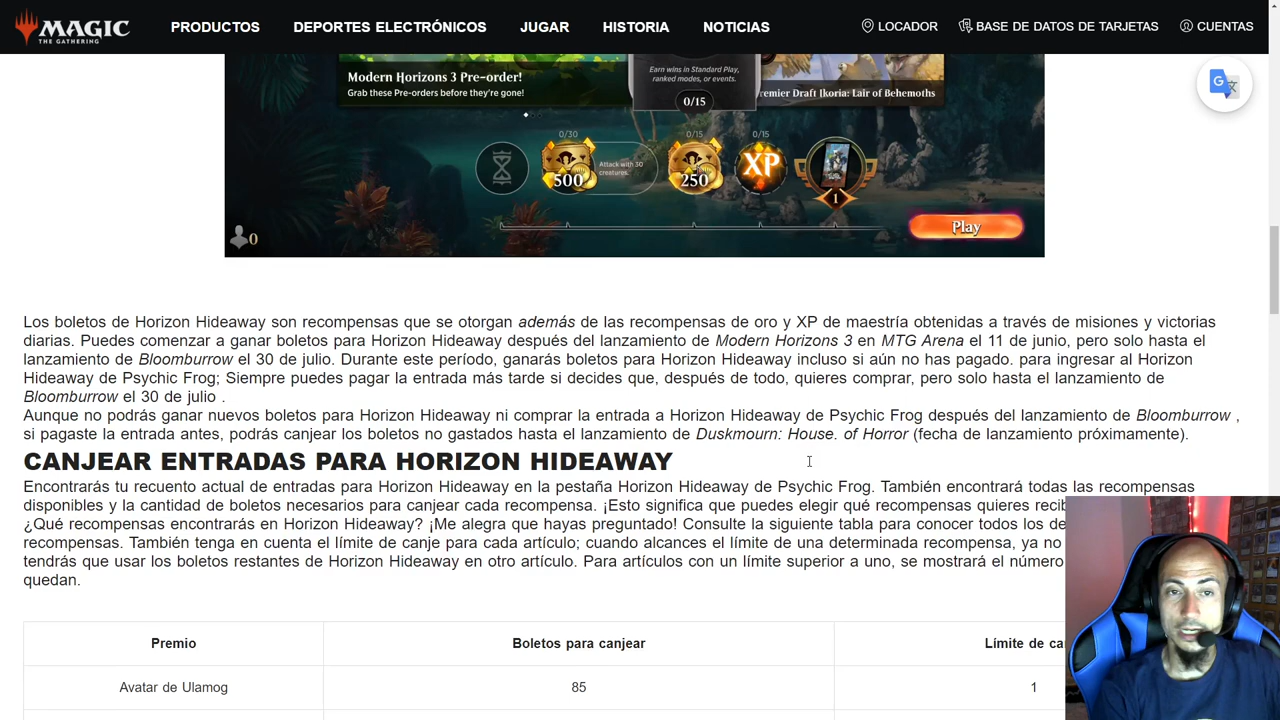 MAGIC
THE GATHERING
PRODUCTOS
DEPORTES ELECTRÓNICOS
JUGAR
HISTORIA
NOTICIAS
LOCADOR
BASE DE DATOS DE TARJETAS
CUENTAS
Modern Horizons 3 Pre-order!
Grab these Pre-orders before they're gone!
Earn wins in Standard Play,
ranked modes, or events.
0/15
remier Draft Ikoria: Lair of Behemoths
0/30
0/15
0/15
500
Attack with 30
creatures.
250
XP
1
0
Play
Los boletos de Horizon Hideaway son recompensas que se otorgan además de las recompensas de oro y XP de maestría obtenidas a través de misiones y victorias
diarias. Puedes comenzar a ganar boletos para Horizon Hideaway después del lanzamiento de Modern Horizons 3 en MTG Arena el 11 de junio, pero solo hasta el
lanzamiento de Bloomburrow el 30 de julio. Durante este período, ganarás boletos para Horizon Hideaway incluso si aún no has pagado. para ingresar al Horizon
Hideaway de Psychic Frog; Siempre puedes pagar la entrada más tarde si decides que, después de todo, quieres comprar, pero solo hasta el lanzamiento de
Bloomburrow el 30 de julio .
Aunque no podrás ganar nuevos boletos para Horizon Hideaway ni comprar la entrada a Horizon Hideaway de Psychic Frog después del lanzamiento de Bloomburrow ,
si pagaste la entrada antes, podrás canjear los boletos no gastados hasta el lanzamiento de Duskmourn: House. of Horror (fecha de lanzamiento próximamente).
CANJEAR ENTRADAS PARA HORIZON HIDEAWAY
Encontrarás tu recuento actual de entradas para Horizon Hideaway en la pestaña Horizon Hideaway de Psychic Frog. También encontrará todas las recompensas
disponibles y la cantidad de boletos necesarios para canjear cada recompensa. ¡Esto significa que puedes elegir qué recompensas quieres recib
¿Qué recompensas encontrarás en Horizon Hideaway? ¡Me alegra que hayas preguntado! Consulte la siguiente tabla para conocer todos los de
recompensas. También tenga en cuenta el límite de canje para cada artículo; cuando alcances el límite de una determinada recompensa, ya no
tendrás que usar los boletos restantes de Horizon Hideaway en otro artículo. Para artículos con un límite superior a uno, se mostrará el número
quedan.
Premio
Boletos para canjear
Límite de ca
Avatar de Ulamog
85
1